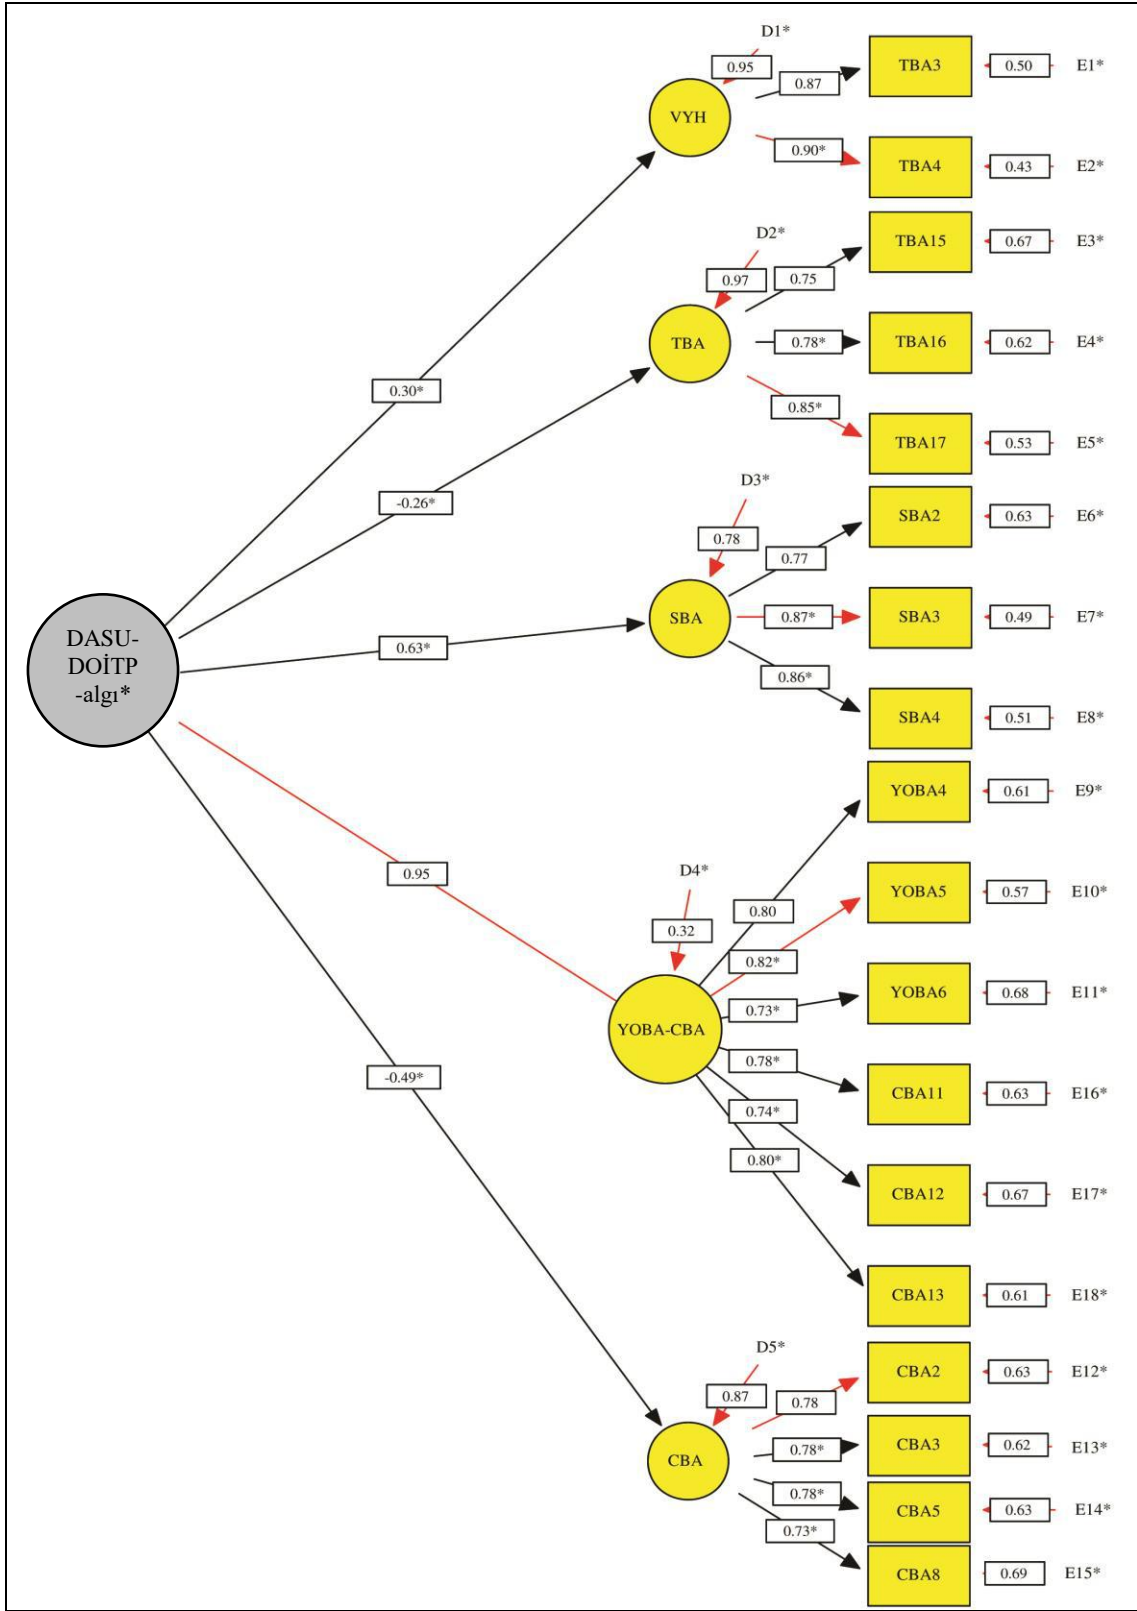 D1*
0.95
0.87
TBA3
0.50
E1*
VYH
0.90*
TBA4
0.43
E2*
D2*
0.97
0.75
TBA15
0.67
E3*
TBA
0.78*
TBA16
0.62
E4*
0.30*
0.85*
TBA17
0.53
E5*
-0.26*
D3*
0.78
0.77
SBA2
0.63
E6*
SBA
0.87*
SBA3
0.49
E7*
DASU-
DOİTP
-algı*
0.63*
0.86*
SBA4
0.51
E8*
YOBA4
0.61
E9*
0.95
D4*
0.32
0.80
YOBA5
0.57
E10*
0.82*
YOBA-CBA
0.73*
YOBA6
0.68
E11*
-0.49*
0.78*
CBA11
0.63
E16*
0.74*
CBA12
0.67
E17*
0.80*
CBA13
0.61
E18*
D5*
0.87
0.78
CBA2
0.63
E12*
CBA
0.78*
CBA3
0.62
E13*
0.78*
CBA5
0.63
E14*
0.73*
CBA8
0.69
E15*